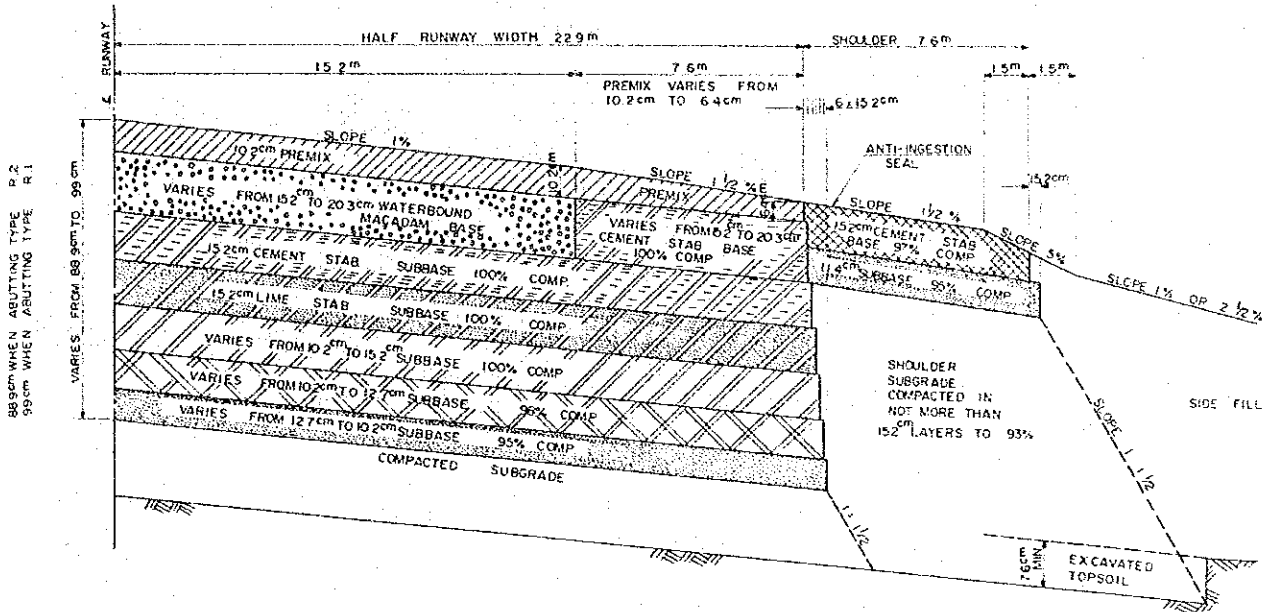 HALF RUNWAY WIDTH 22.9m
SHOULDER 7.6m
RUNWAY
15.2m
7.6m
1.5m
1.5m
PREMIX VARIES FROM
10.2cm TO 6.4cm
6 x 15.2cm
ANTI-INGESTION
SEAL
15.2cm
SLOPE 1%
10.2cm PREMIX
10.2cm
SLOPE 1 1/2 %
PREMIX
SLOPE 1 1/2 %
SLOPE 5%
SLOPE 1% OR 2 1/2 %
VARIES FROM 15.2cm TO 20.3cm WATERBOUND
MACADAM BASE
VARIES FROM TO 20.3cm
CEMENT STAB BASE
100% COMP
15.2cm CEMENT STAB
BASE 97%
COMP
11.4cm SUBBASE 95% COMP
15.2cm CEMENT STAB SUBBASE 100% COMP
15.2cm LIME STAB
SUBBASE 100% COMP
VARIES FROM 10.2cm TO 15.2cm SUBBASE
100% COMP
VARIES FROM 10.2cm TO 12.7cm SUBBASE
96% COMP
VARIES FROM 12.7cm TO 10.2cm SUBBASE 95% COMP
COMPACTED SUBGRADE
88.9cm WHEN ABUTTING TYPE R.2
99cm WHEN ABUTTING TYPE R.1
VARIES FROM 88.9cm TO 99cm
SHOULDER
SUBGRADE
COMPACTED IN
NOT MORE THAN
15.2cm LAYERS TO 93%
SIDE FILL
SLOPE 1 1 1/2
1: 1 1/2
MIN
EXCAVATED
TOPSOIL